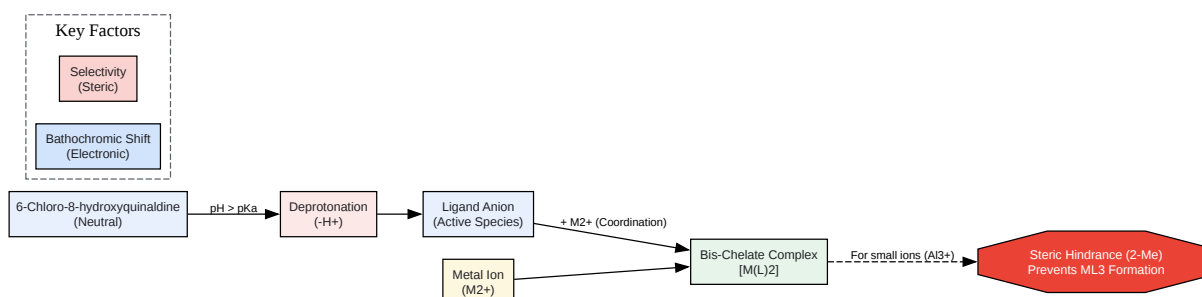 Key Factors
Selectivity
(Steric)
Bathochromic Shift
(Electronic)
6-Chloro-8-hydroxyquinaldine
(Neutral)
pH > pKa
Deprotonation
(-H+)
Ligand Anion
(Active Species)
+ M2+ (Coordination)
Metal Ion
(M2+)
Bis-Chelate Complex
[M(L)2]
For small ions (Al3+)
Steric Hindrance (2-Me)
Prevents ML3 Formation